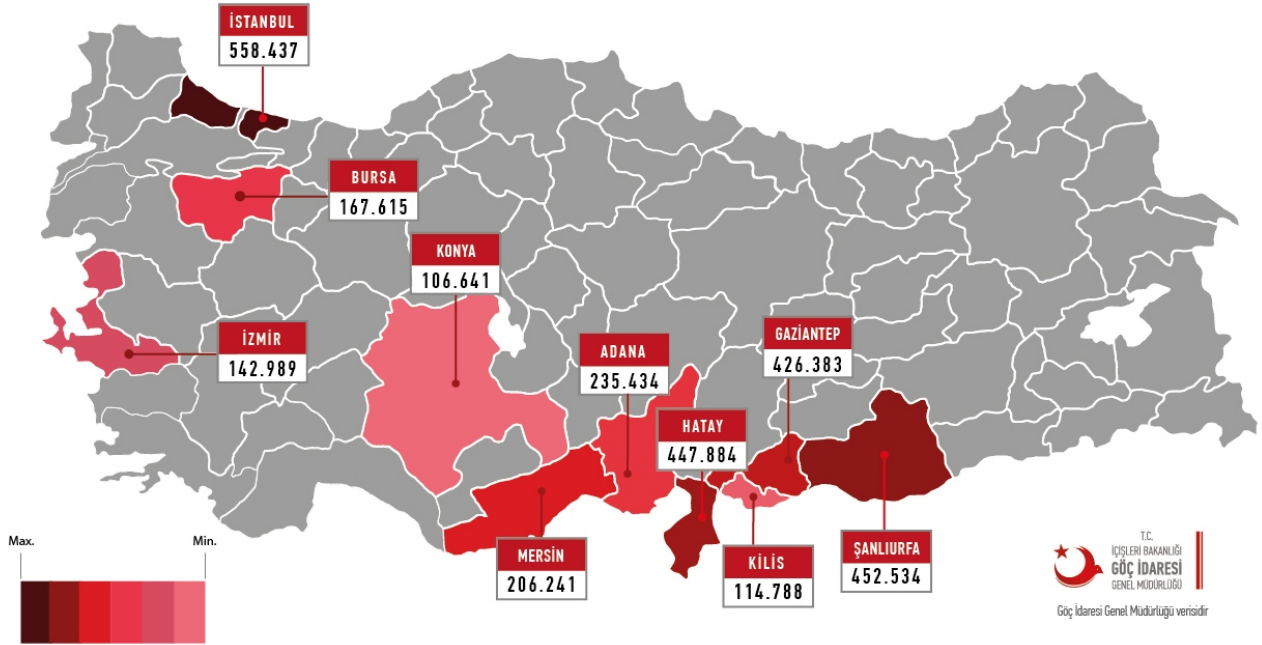 İSTANBUL
558.437
BURSA
167.615
KONYA
106.641
İZMİR
142.989
ADANA
235.434
GAZİANTEP
426.383
HATAY
447.884
MERSİN
206.241
KİLİS
114.788
ŞANLIURFA
452.534
Max. Min.
T.C.
İÇİŞLERİ BAKANLIĞI
GÖÇ İDARESİ
GENEL MÜDÜRLÜĞÜ
Göç İdaresi Genel Müdürlüğü verisidir